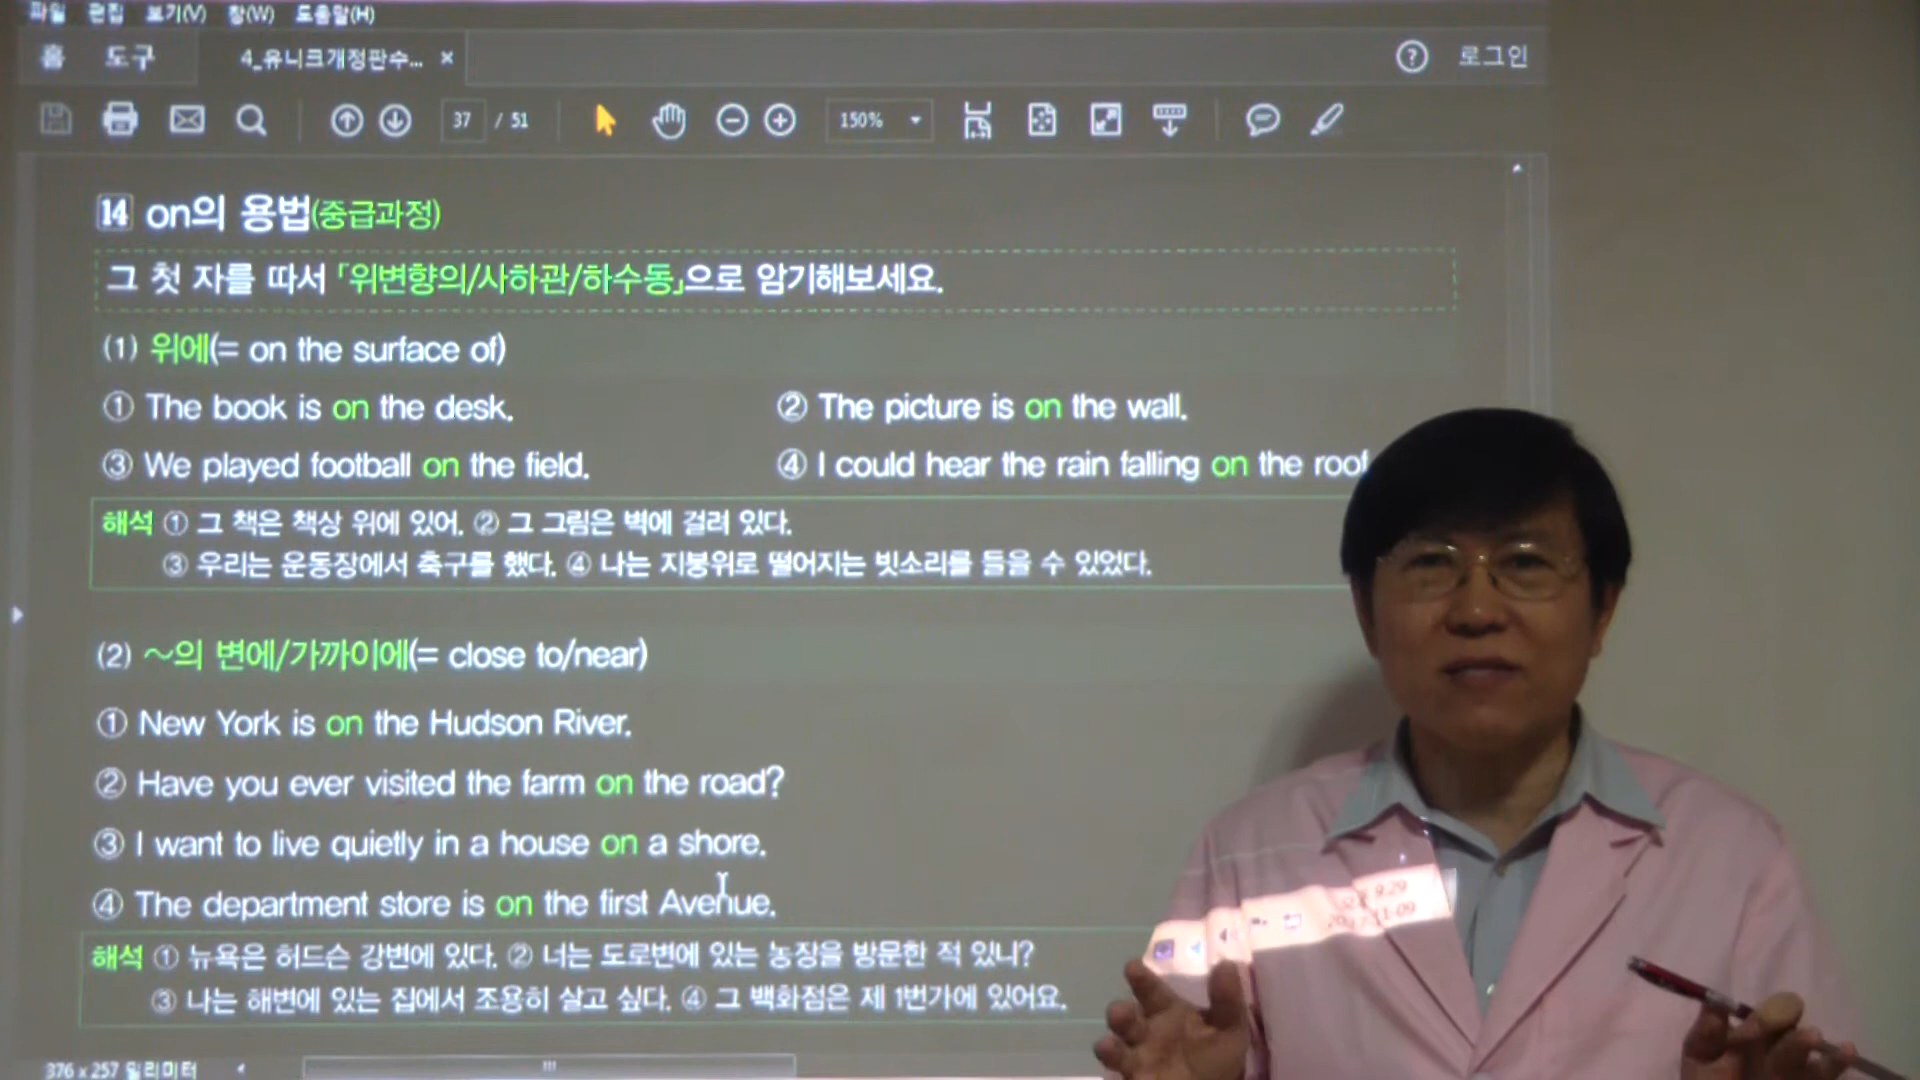 파일 편집 보기(V) 창(W) 도움말(H)
홈 도구 4_유니크개정판수... × ? 로그인
37 / 51 150%
14 on의 용법(중급과정)
그 첫 자를 따서 「위변향의/사하관/하수동」으로 암기해보세요.
(1) 위에(= on the surface of)
① The book is on the desk. ② The picture is on the wall.
③ We played football on the field. ④ I could hear the rain falling on the roof
해석 ① 그 책은 책상 위에 있어. ② 그 그림은 벽에 걸려 있다.
③ 우리는 운동장에서 축구를 했다. ④ 나는 지붕위로 떨어지는 빗소리를 들을 수 있었다.
(2) ~의 변에/가까이에(= close to/near)
① New York is on the Hudson River.
② Have you ever visited the farm on the road?
③ I want to live quietly in a house on a shore.
④ The department store is on the first Avenue.
해석 ① 뉴욕은 허드슨 강변에 있다. ② 너는 도로변에 있는 농장을 방문한 적 있니?
③ 나는 해변에 있는 집에서 조용히 살고 싶다. ④ 그 백화점은 제 1번가에 있어요.
376 x 257 밀리미터
9:29